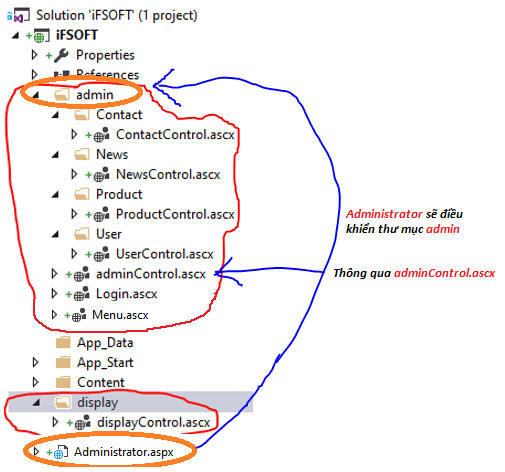 Solution 'iFSOFT' (1 project)
iFSOFT
Properties
References
admin
Contact
ContactControl.ascx
News
NewsControl.ascx
Product
ProductControl.ascx
User
UserControl.ascx
adminControl.ascx
Login.ascx
Menu.ascx
App_Data
App_Start
Content
display
displayControl.ascx
Administrator.aspx
Administrator sẽ điều
khiển thư mục admin
Thông qua adminControl.ascx